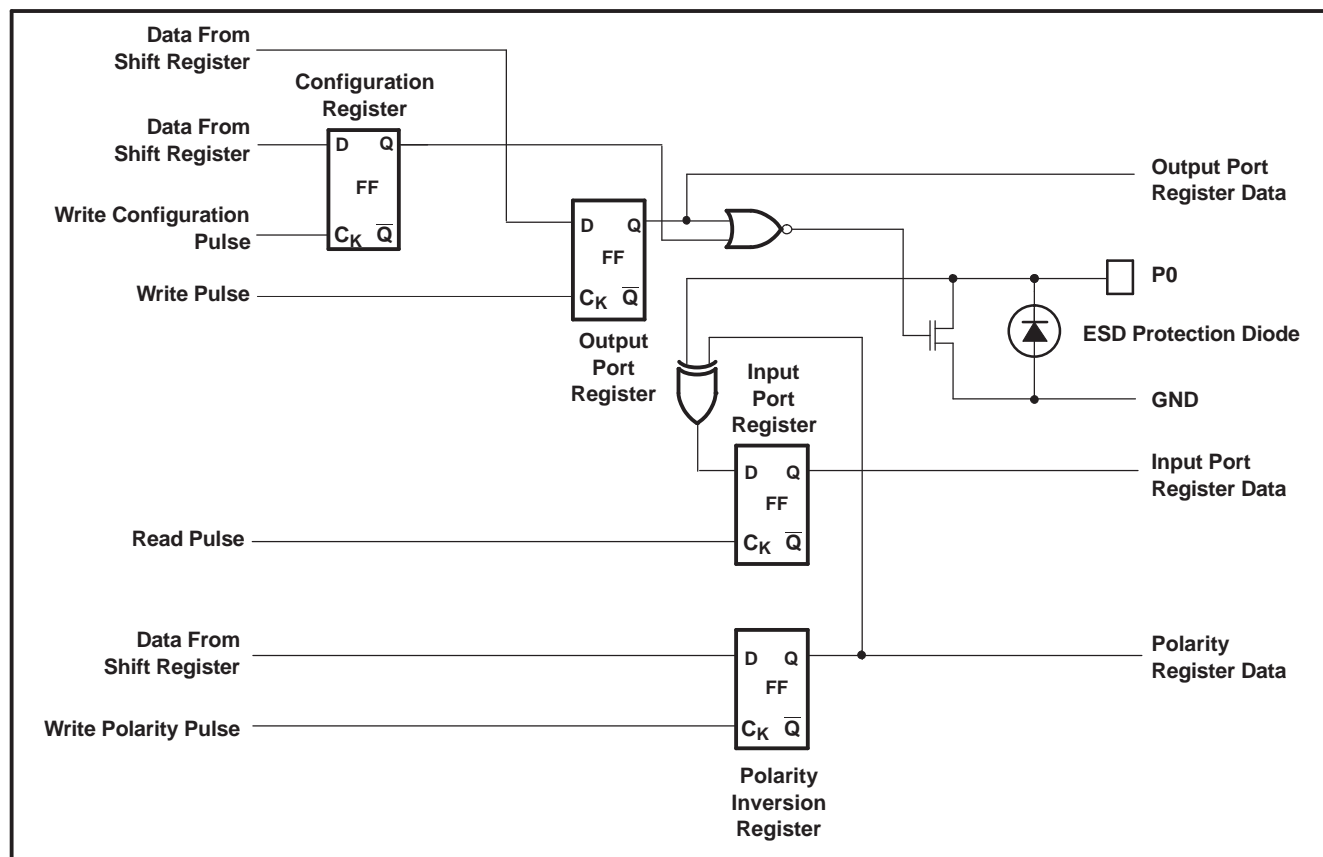 Data From
Shift Register
Configuration
Register
Data From
Shift Register
D
Q
FF
Write Configuration
Pulse
CK
Q̅
Output Port
Register Data
D
Q
FF
P0
Write Pulse
CK
Q̅
ESD Protection Diode
Output
Port
Register
Input
Port
Register
GND
D
Q
FF
Input Port
Register Data
Read Pulse
CK
Q̅
Data From
Shift Register
D
Q
FF
Polarity
Register Data
Write Polarity Pulse
CK
Q̅
Polarity
Inversion
Register